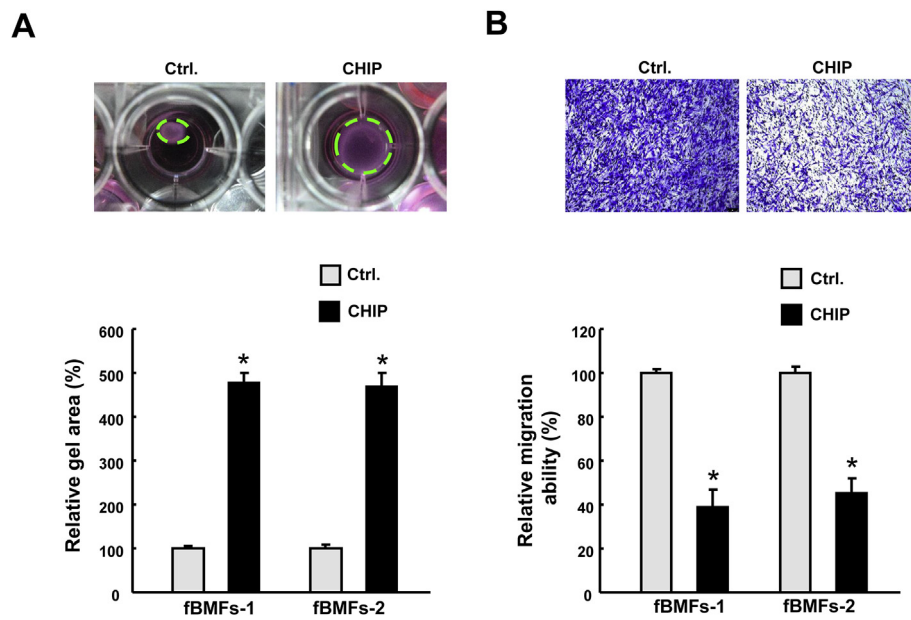 A
Ctrl.
CHIP
Ctrl.
CHIP
Relative gel area (%)
600
500
400
300
200
100
0
*
*
fBMFs-1
fBMFs-2
B
Ctrl.
CHIP
Ctrl.
CHIP
Relative migration
ability (%)
120
100
80
60
40
20
0
*
*
fBMFs-1
fBMFs-2